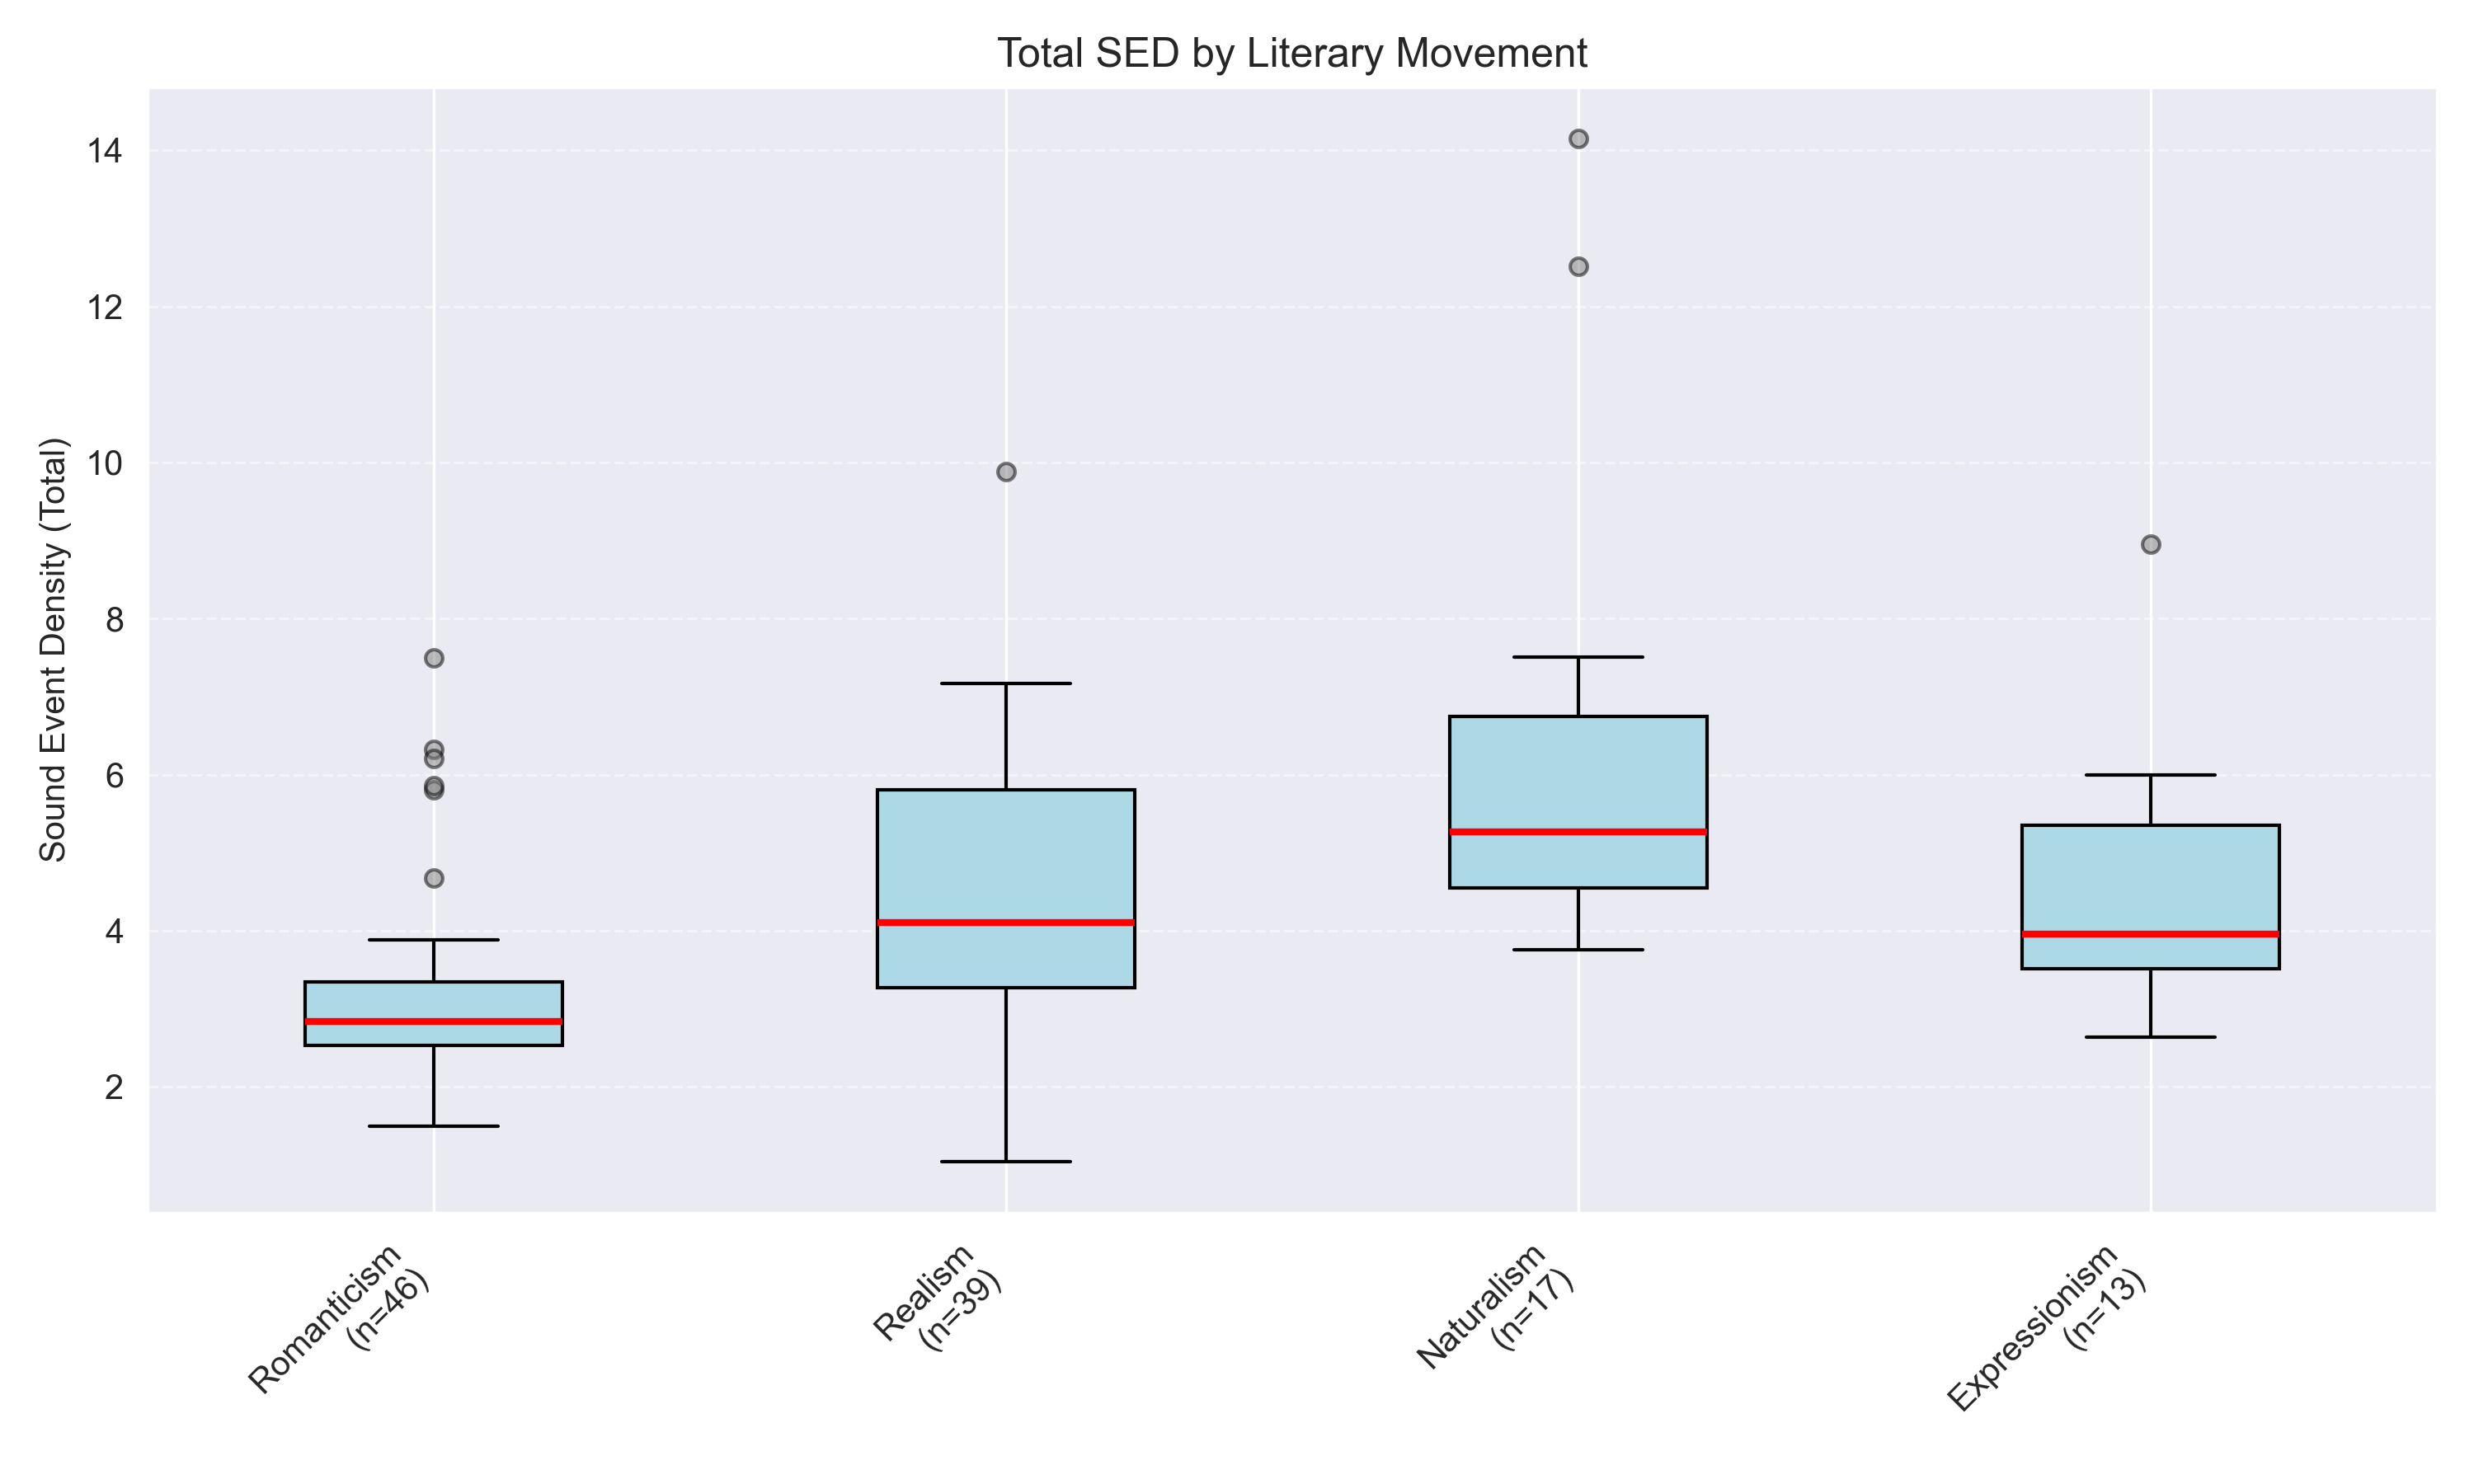 Total SED by Literary Movement
Sound Event Density (Total)
14
12
10
8
6
4
2
Romanticism
(n=46)
Realism
(n=39)
Naturalism
(n=17)
Expressionism
(n=13)